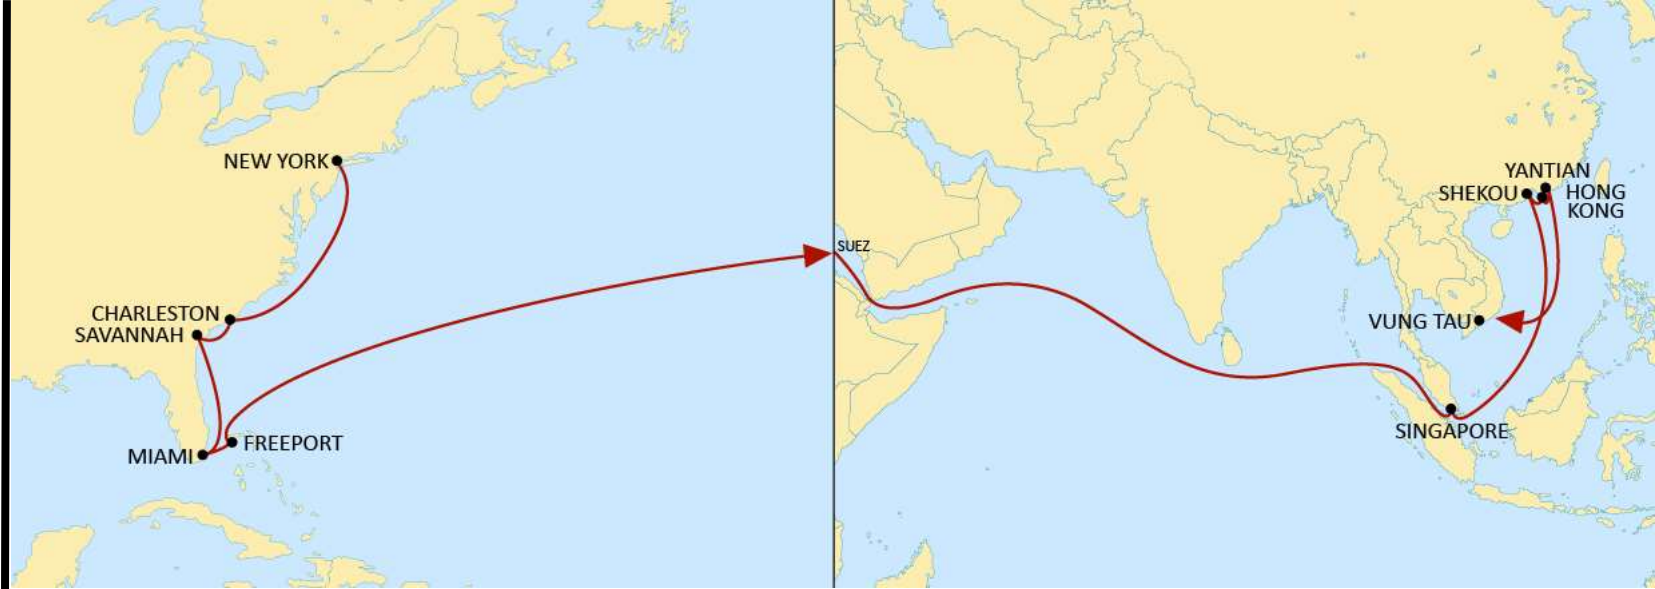 NEW YORK
CHARLESTON
SAVANNAH
MIAMI
FREEPORT
SUEZ
YANTIAN
SHEKOU
HONG
KONG
VUNG TAU
SINGAPORE